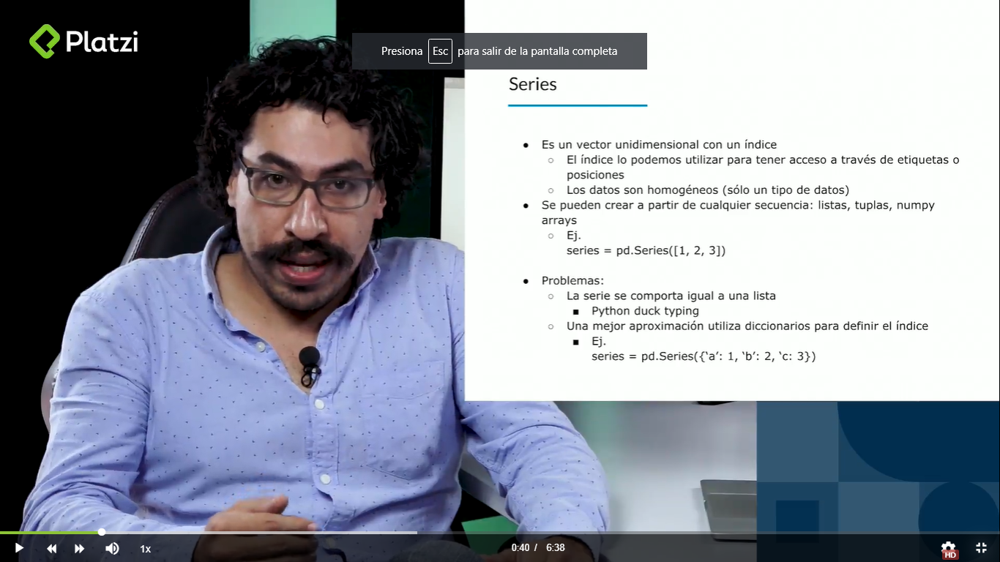 Platzi
Presiona Esc para salir de la pantalla completa
Series
● Es un vector unidimensional con un índice
○ El índice lo podemos utilizar para tener acceso a través de etiquetas o
posiciones
○ Los datos son homogéneos (sólo un tipo de datos)
● Se pueden crear a partir de cualquier secuencia: listas, tuplas, numpy
arrays
○ Ej.
series = pd.Series([1, 2, 3])
● Problemas:
○ La serie se comporta igual a una lista
■ Python duck typing
○ Una mejor aproximación utiliza diccionarios para definir el índice
■ Ej.
series = pd.Series({‘a’: 1, ‘b’: 2, ‘c: 3})
1x
0:40 / 6:38
HD